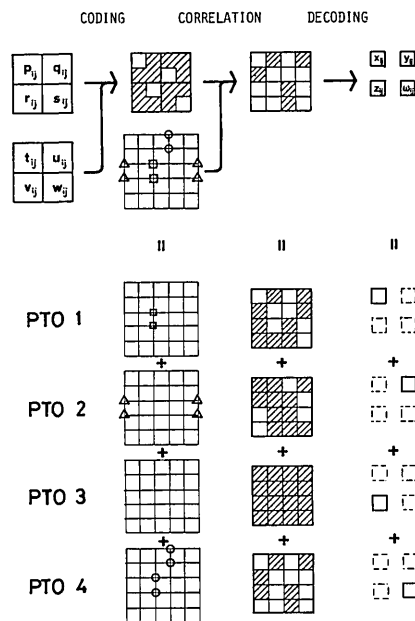 CODING CORRELATION DECODING
p_ij q_ij
r_ij s_ij
x_ij y_ij
z_ij ω_ij
t_ij u_ij
v_ij w_ij
=
=
=
PTO 1
+ + +
PTO 2
+ + +
PTO 3
+ + +
PTO 4